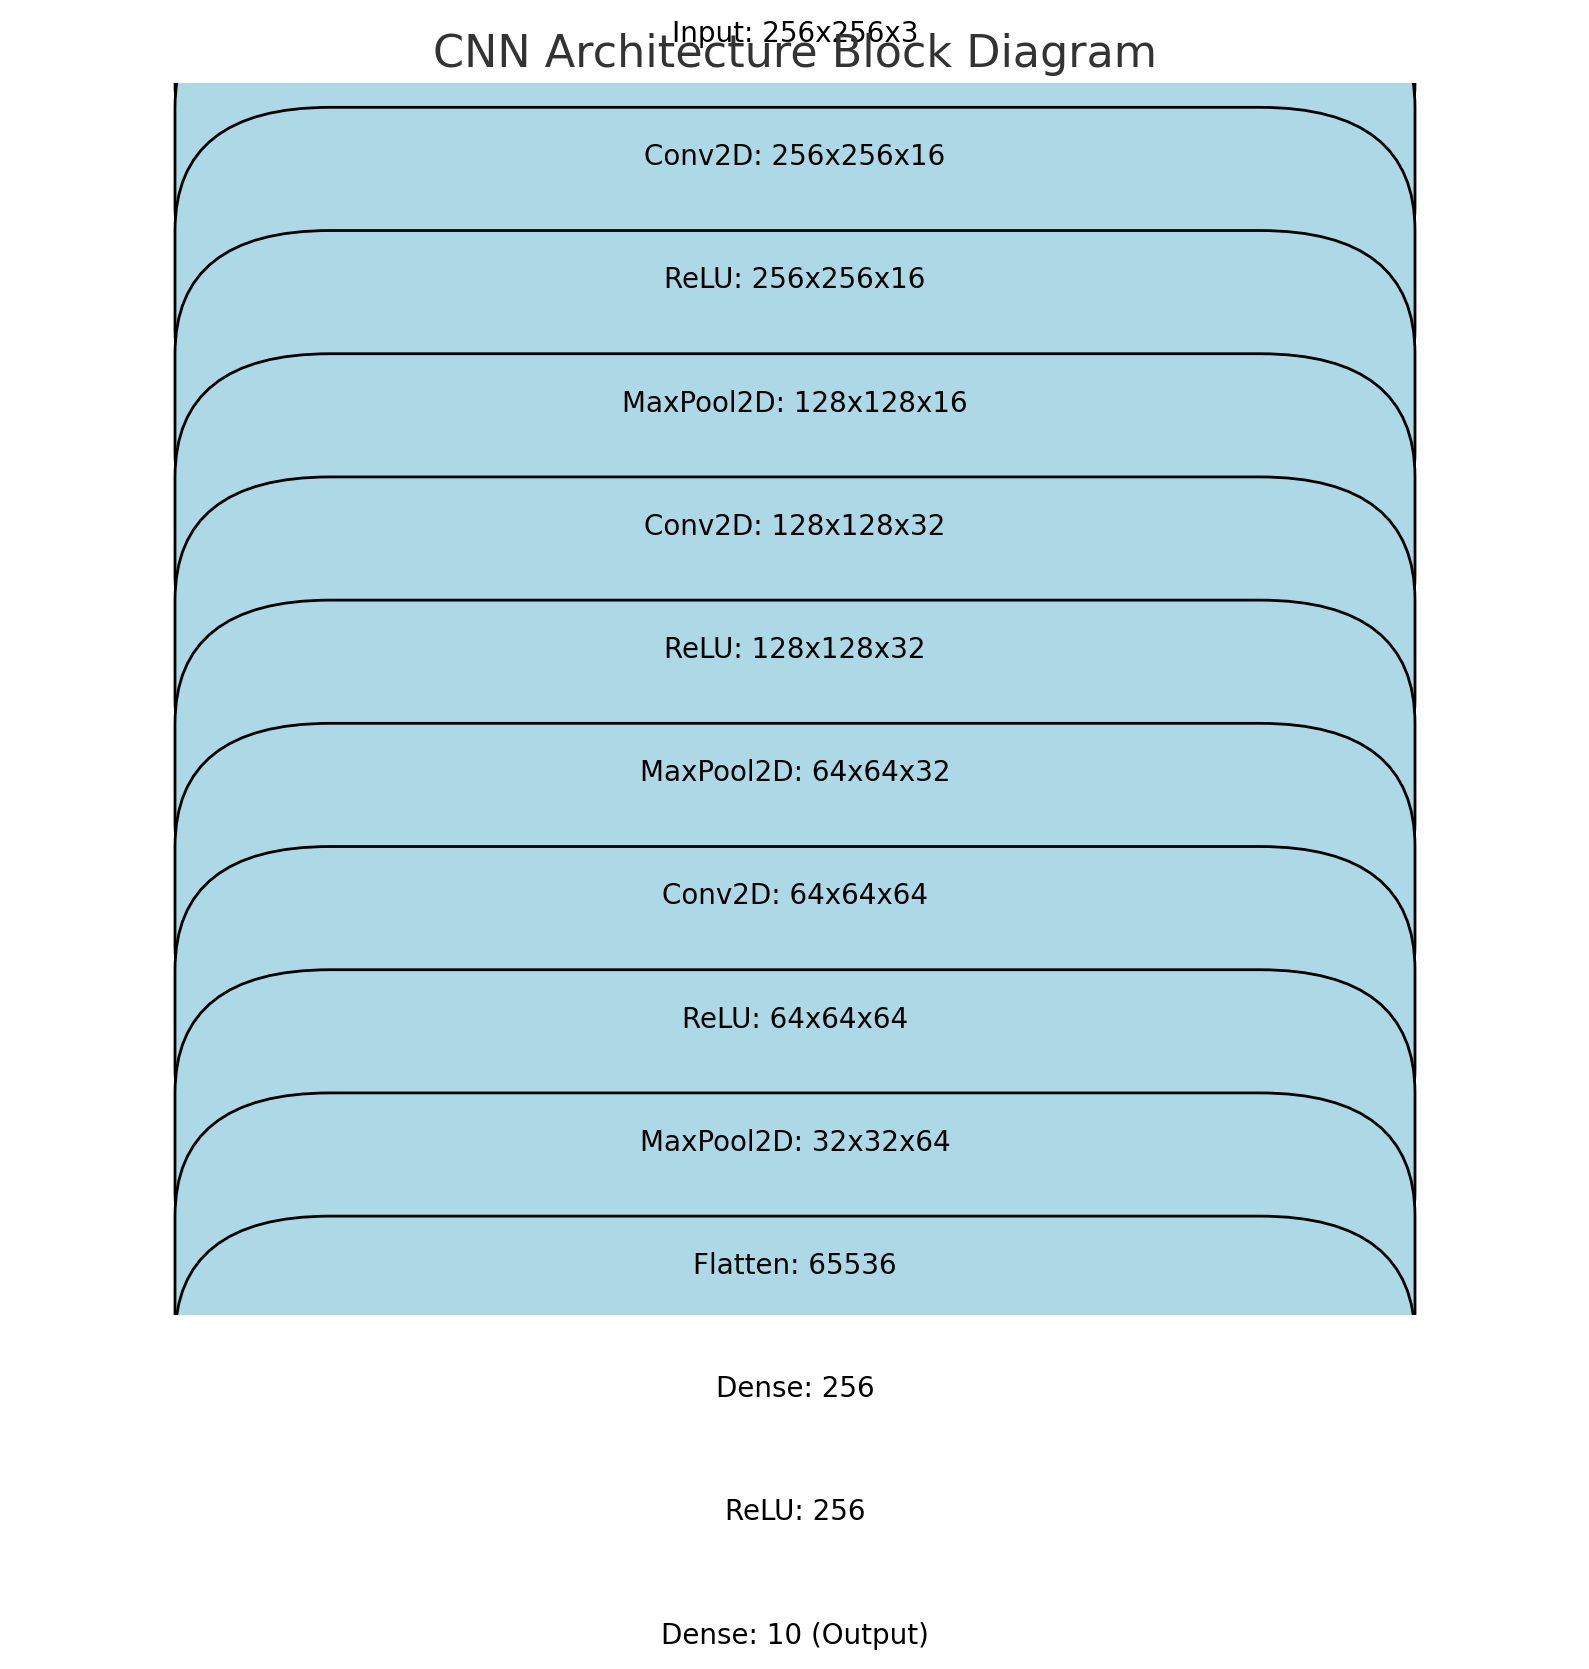 Input: 256x256x3
CNN Architecture Block Diagram
Conv2D: 256x256x16
ReLU: 256x256x16
MaxPool2D: 128x128x16
Conv2D: 128x128x32
ReLU: 128x128x32
MaxPool2D: 64x64x32
Conv2D: 64x64x64
ReLU: 64x64x64
MaxPool2D: 32x32x64
Flatten: 65536
Dense: 256
ReLU: 256
Dense: 10 (Output)